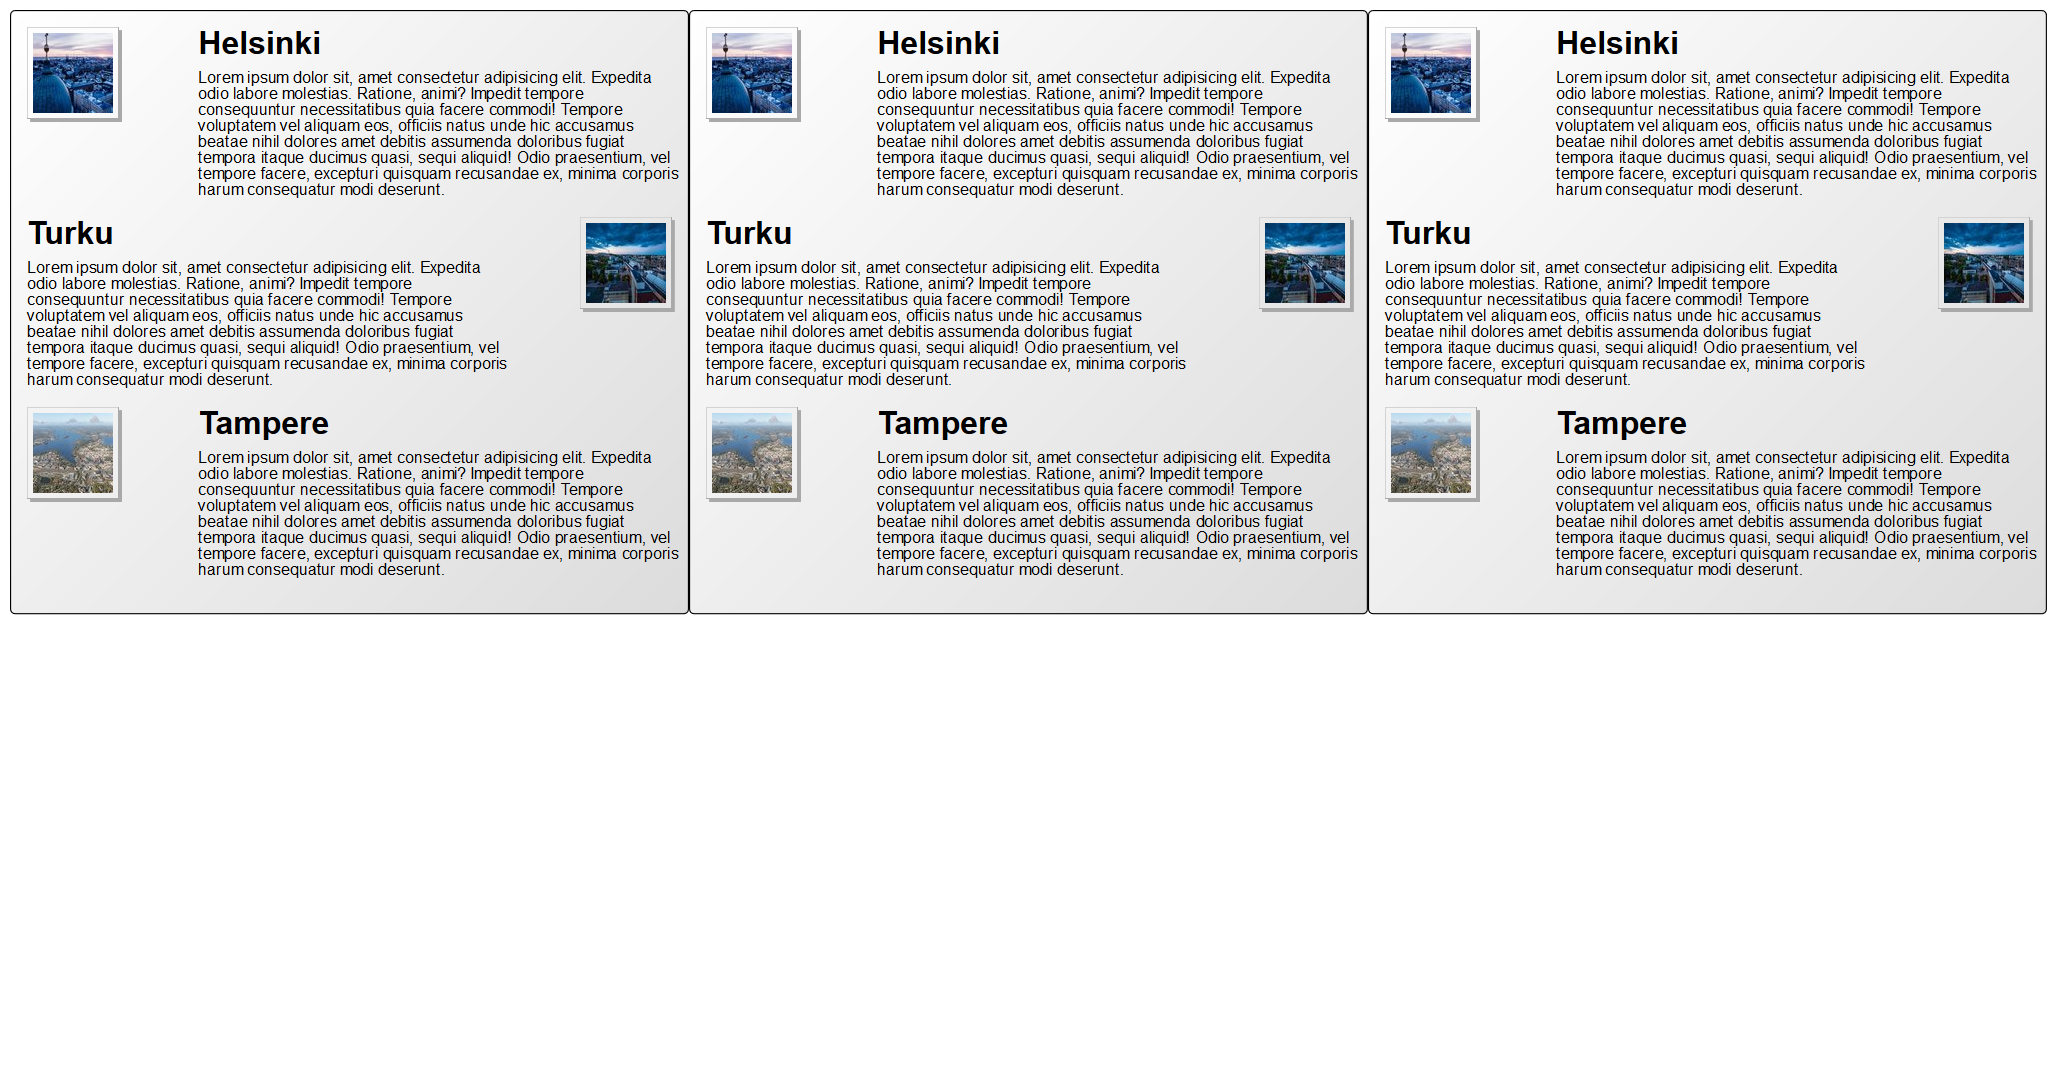 Helsinki
Lorem ipsum dolor sit, amet consectetur adipisicing elit. Expedita
odio labore molestias. Ratione, animi? Impedit tempore
consequuntur necessitatibus quia facere commodi! Tempore
voluptatem vel aliquam eos, officiis natus unde hic accusamus
beatae nihil dolores amet debitis assumenda doloribus fugiat
tempora itaque ducimus quasi, sequi aliquid! Odio praesentium, vel
tempore facere, excepturi quisquam recusandae ex, minima corporis
harum consequatur modi deserunt.
Turku
Lorem ipsum dolor sit, amet consectetur adipisicing elit. Expedita
odio labore molestias. Ratione, animi? Impedit tempore
consequuntur necessitatibus quia facere commodi! Tempore
voluptatem vel aliquam eos, officiis natus unde hic accusamus
beatae nihil dolores amet debitis assumenda doloribus fugiat
tempora itaque ducimus quasi, sequi aliquid! Odio praesentium, vel
tempore facere, excepturi quisquam recusandae ex, minima corporis
harum consequatur modi deserunt.
Tampere
Lorem ipsum dolor sit, amet consectetur adipisicing elit. Expedita
odio labore molestias. Ratione, animi? Impedit tempore
consequuntur necessitatibus quia facere commodi! Tempore
voluptatem vel aliquam eos, officiis natus unde hic accusamus
beatae nihil dolores amet debitis assumenda doloribus fugiat
tempora itaque ducimus quasi, sequi aliquid! Odio praesentium, vel
tempore facere, excepturi quisquam recusandae ex, minima corporis
harum consequatur modi deserunt.
Helsinki
Lorem ipsum dolor sit, amet consectetur adipisicing elit. Expedita
odio labore molestias. Ratione, animi? Impedit tempore
consequuntur necessitatibus quia facere commodi! Tempore
voluptatem vel aliquam eos, officiis natus unde hic accusamus
beatae nihil dolores amet debitis assumenda doloribus fugiat
tempora itaque ducimus quasi, sequi aliquid! Odio praesentium, vel
tempore facere, excepturi quisquam recusandae ex, minima corporis
harum consequatur modi deserunt.
Turku
Lorem ipsum dolor sit, amet consectetur adipisicing elit. Expedita
odio labore molestias. Ratione, animi? Impedit tempore
consequuntur necessitatibus quia facere commodi! Tempore
voluptatem vel aliquam eos, officiis natus unde hic accusamus
beatae nihil dolores amet debitis assumenda doloribus fugiat
tempora itaque ducimus quasi, sequi aliquid! Odio praesentium, vel
tempore facere, excepturi quisquam recusandae ex, minima corporis
harum consequatur modi deserunt.
Tampere
Lorem ipsum dolor sit, amet consectetur adipisicing elit. Expedita
odio labore molestias. Ratione, animi? Impedit tempore
consequuntur necessitatibus quia facere commodi! Tempore
voluptatem vel aliquam eos, officiis natus unde hic accusamus
beatae nihil dolores amet debitis assumenda doloribus fugiat
tempora itaque ducimus quasi, sequi aliquid! Odio praesentium, vel
tempore facere, excepturi quisquam recusandae ex, minima corporis
harum consequatur modi deserunt.
Helsinki
Lorem ipsum dolor sit, amet consectetur adipisicing elit. Expedita
odio labore molestias. Ratione, animi? Impedit tempore
consequuntur necessitatibus quia facere commodi! Tempore
voluptatem vel aliquam eos, officiis natus unde hic accusamus
beatae nihil dolores amet debitis assumenda doloribus fugiat
tempora itaque ducimus quasi, sequi aliquid! Odio praesentium, vel
tempore facere, excepturi quisquam recusandae ex, minima corporis
harum consequatur modi deserunt.
Turku
Lorem ipsum dolor sit, amet consectetur adipisicing elit. Expedita
odio labore molestias. Ratione, animi? Impedit tempore
consequuntur necessitatibus quia facere commodi! Tempore
voluptatem vel aliquam eos, officiis natus unde hic accusamus
beatae nihil dolores amet debitis assumenda doloribus fugiat
tempora itaque ducimus quasi, sequi aliquid! Odio praesentium, vel
tempore facere, excepturi quisquam recusandae ex, minima corporis
harum consequatur modi deserunt.
Tampere
Lorem ipsum dolor sit, amet consectetur adipisicing elit. Expedita
odio labore molestias. Ratione, animi? Impedit tempore
consequuntur necessitatibus quia facere commodi! Tempore
voluptatem vel aliquam eos, officiis natus unde hic accusamus
beatae nihil dolores amet debitis assumenda doloribus fugiat
tempora itaque ducimus quasi, sequi aliquid! Odio praesentium, vel
tempore facere, excepturi quisquam recusandae ex, minima corporis
harum consequatur modi deserunt.